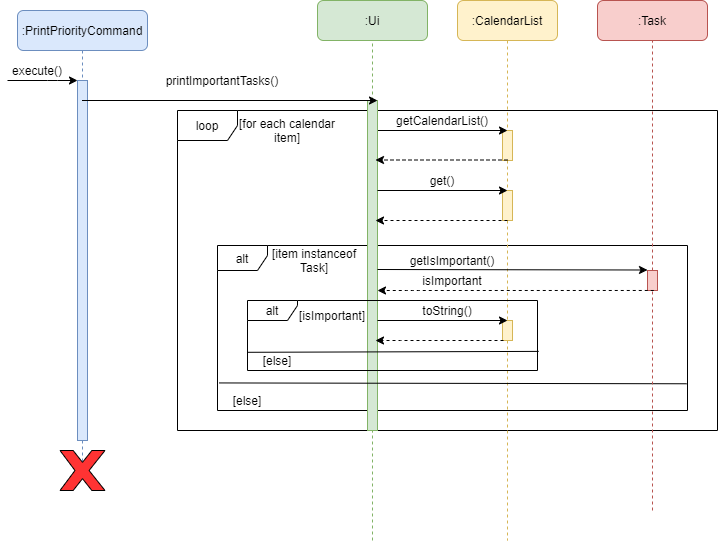 :PrintPriorityCommand
:Ui
:CalendarList
:Task
execute()
printImportantTasks()
loop
[for each calendar
item]
getCalendarList()
get()
alt
[item instanceof
Task]
getIsImportant()
isImportant
alt
[isImportant]
toString()
[else]
[else]